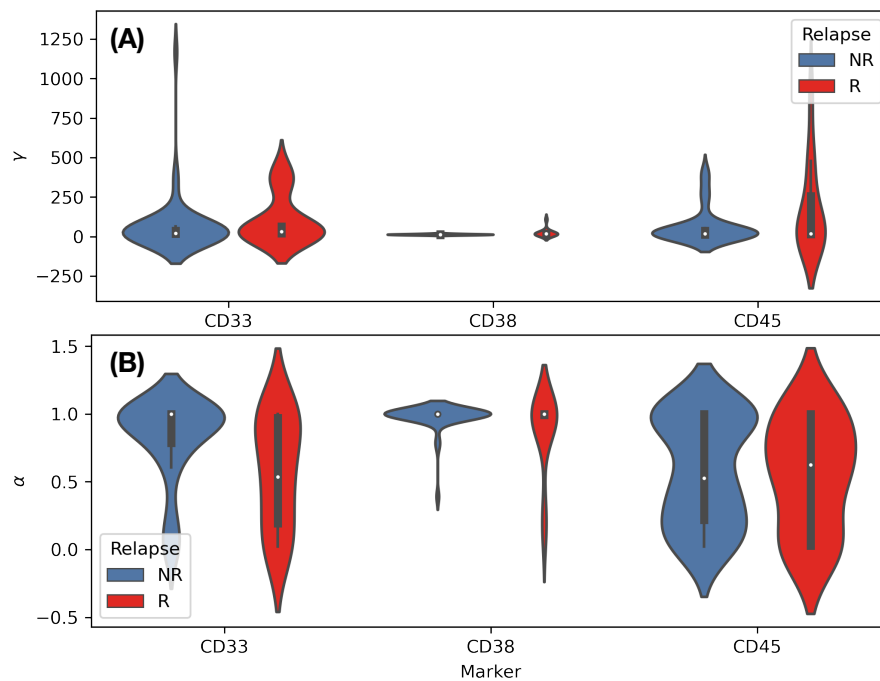 (A)
Relapse
NR
R
1250
1000
750
500
250
0
−250
γ
CD33 CD38 CD45
(B)
1.5
1.0
0.5
0.0
−0.5
α
Relapse
NR
R
CD33 CD38 CD45
Marker